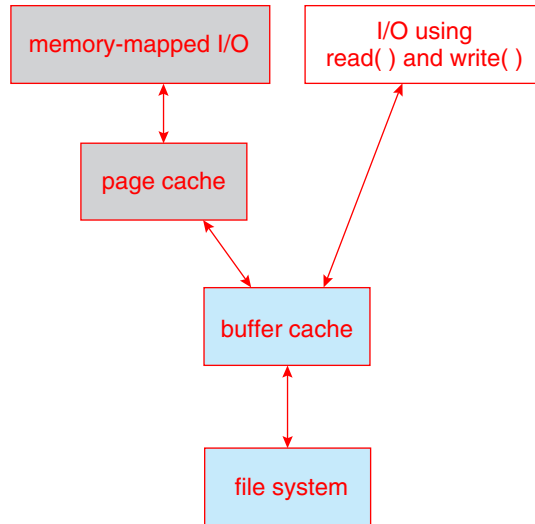 memory-mapped I/O
I/O using
read( ) and write( )
page cache
buffer cache
file system